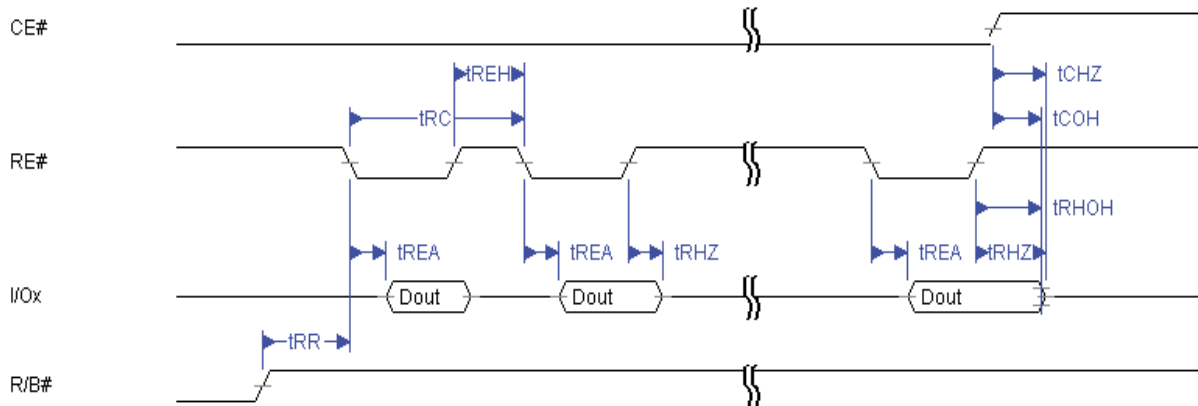 CE#
tREH
tCHZ
tRC
tCOH
RE#
tRHOH
tREA
tREA
tRHZ
tREA
tRHZ
I/Ox
Dout
Dout
Dout
tRR
R/B#